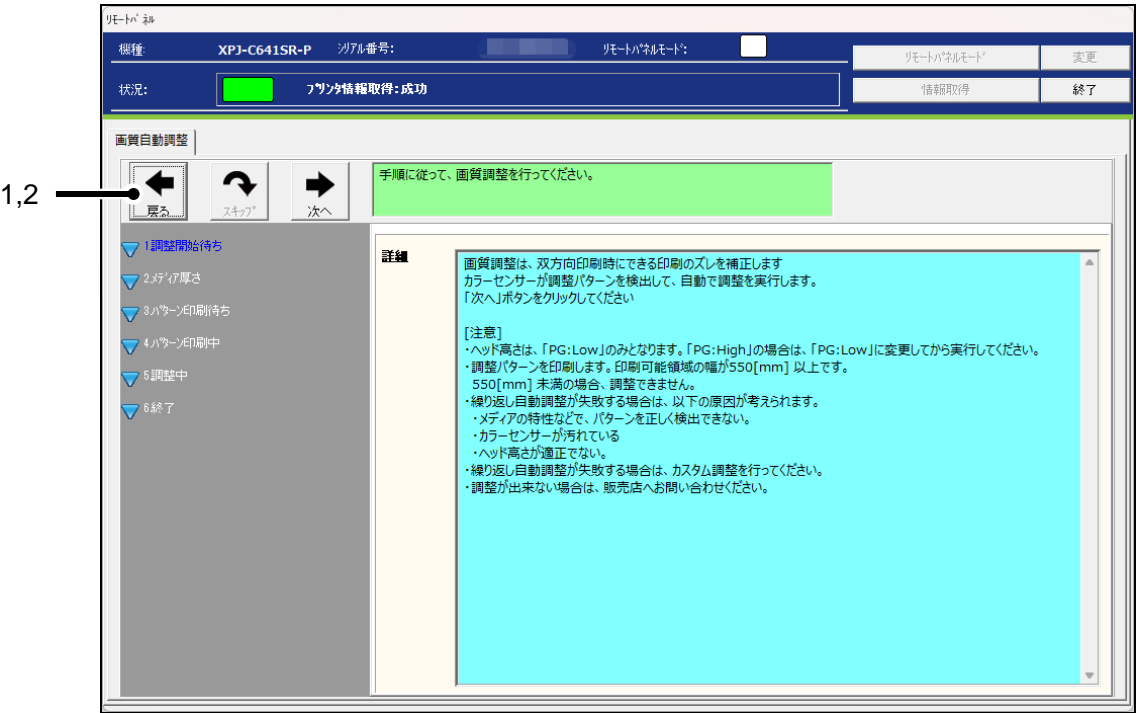 リモートパネル
機種: XPJ-C641SR-P シリアル番号: リモートパネルモード: リモートパネルモード 変更
状況: プリンタ情報取得:成功 情報取得 終了
画質自動調整
1,2
戻る スキップ 次へ
手順に従って、画質調整を行ってください。
1.調整開始待ち
2.メディア厚さ
3.パターン印刷待ち
4.パターン印刷中
5.調整中
6.終了
詳細
画質調整は、双方向印刷時にできる印刷のズレを補正します
カラーセンサーが調整パターンを検出して、自動で調整を実行します。
「次へ」ボタンをクリックしてください
[注意]
・ヘッド高さは、「PG:Low」のみとなります。「PG:High」の場合は、「PG:Low」に変更してから実行してください。
・調整パターンを印刷します。印刷可能領域の幅が550[mm] 以上です。
550[mm] 未満の場合、調整できません。
・繰り返し自動調整が失敗する場合は、以下の原因が考えられます。
・メディアの特性などで、パターンを正しく検出できない。
・カラーセンサーが汚れている
・ヘッド高さが適正でない。
・繰り返し自動調整が失敗する場合は、カスタム調整を行ってください。
・調整が出来ない場合は、販売店へお問い合わせください。